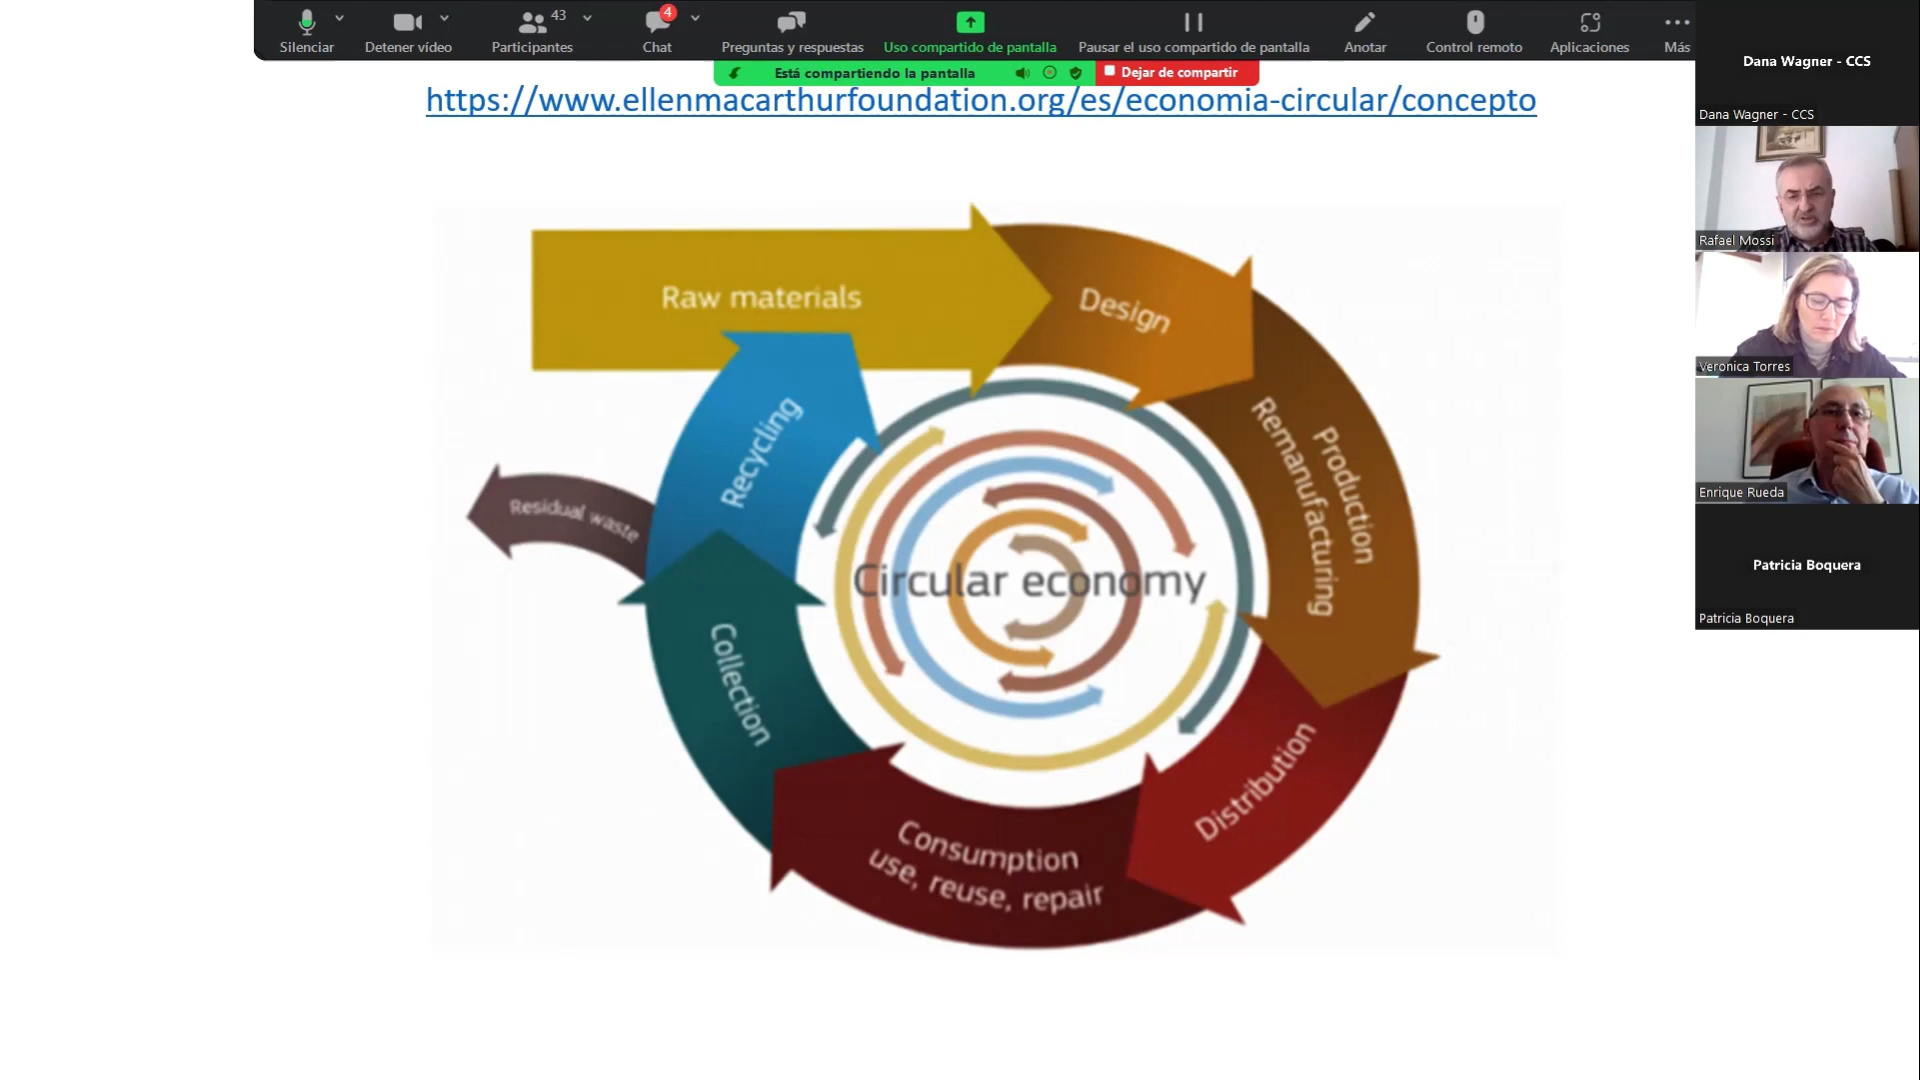 43
4
Silenciar
Detener vídeo
Participantes
Chat
Preguntas y respuestas
Uso compartido de pantalla
Pausar el uso compartido de pantalla
Anotar
Control remoto
Aplicaciones
Más
Está compartiendo la pantalla
Dejar de compartir
https://www.ellenmacarthurfoundation.org/es/economia-circular/concepto
Raw materials
Design
Production
Remanufacturing
Distribution
Consumption
use, reuse, repair
Collection
Recycling
Residual waste
Circular economy
Dana Wagner - CCS
Dana Wagner - CCS
Rafael Mossi
Veronica Torres
Enrique Rueda
Patricia Boquera
Patricia Boquera